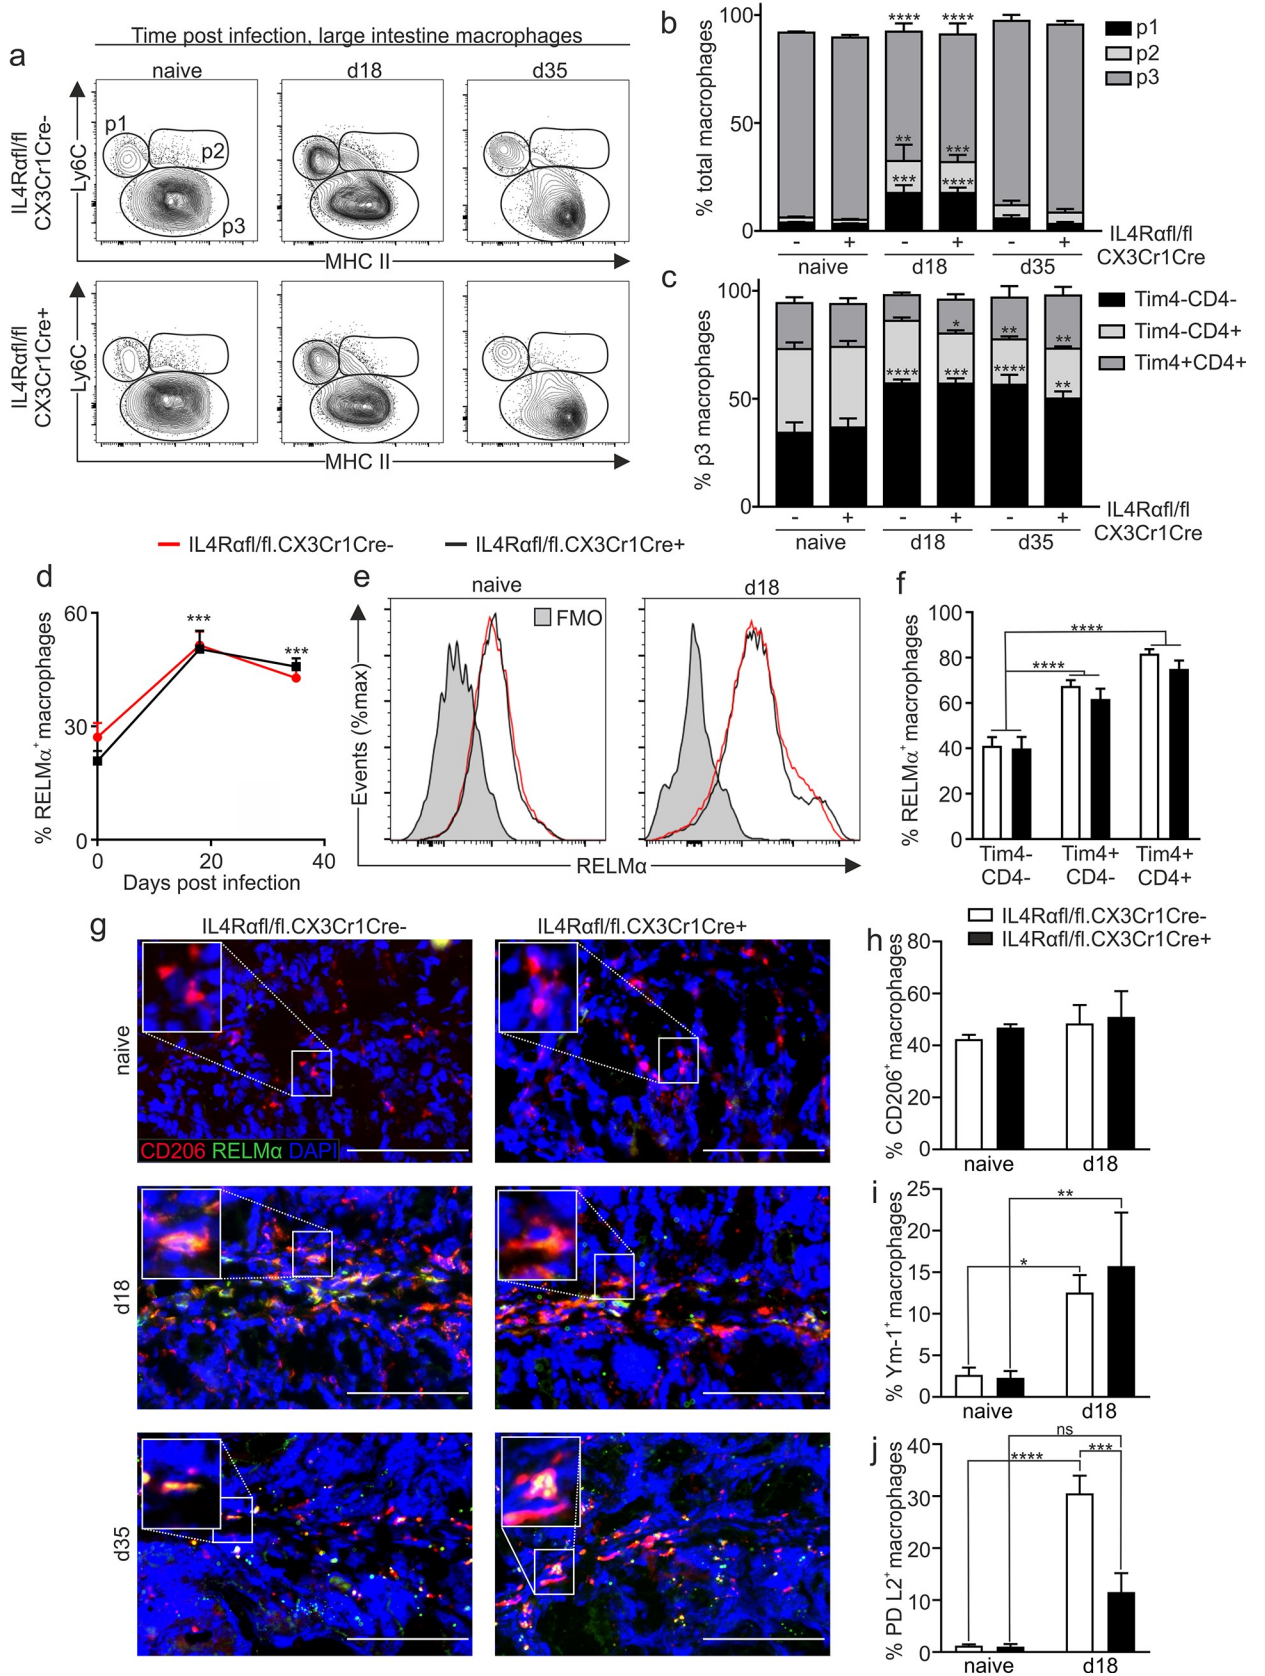 a
Time post infection, large intestine macrophages
naive
d18
d35
IL4Rαfl/fl
CX3Cr1Cre-
Ly6C
p1
p2
p3
MHC II
IL4Rαfl/fl
CX3Cr1Cre+
Ly6C
MHC II
b
% total macrophages
100
50
0
**** ****
** ***
*** ****
p1
p2
p3
- + - + - +
IL4Rαfl/fl
CX3Cr1Cre
naive d18 d35
c
% p3 macrophages
100
50
0
* ** **
**** *** **** **
Tim4-CD4-
Tim4-CD4+
Tim4+CD4+
- + - + - +
IL4Rαfl/fl
CX3Cr1Cre
naive d18 d35
IL4Rαfl/fl.CX3Cr1Cre-
IL4Rαfl/fl.CX3Cr1Cre+
d
% RELMα+ macrophages
60
30
0
***
***
0 20 40
Days post infection
e
naive
d18
FMO
Events (%max)
RELMα
f
% RELMα+ macrophages
100
80
60
40
20
0
****
****
Tim4- Tim4+ Tim4+
CD4- CD4- CD4+
IL4Rαfl/fl.CX3Cr1Cre-
IL4Rαfl/fl.CX3Cr1Cre+
g
IL4Rαfl/fl.CX3Cr1Cre-
IL4Rαfl/fl.CX3Cr1Cre+
naive
CD206 RELMα DAPI
d18
d35
h
% CD206+ macrophages
80
60
40
20
0
naive d18
i
% Ym-1+ macrophages
25
20
15
10
5
0
**
*
naive d18
j
% PD L2+ macrophages
40
30
20
10
0
ns
**** ***
naive d18